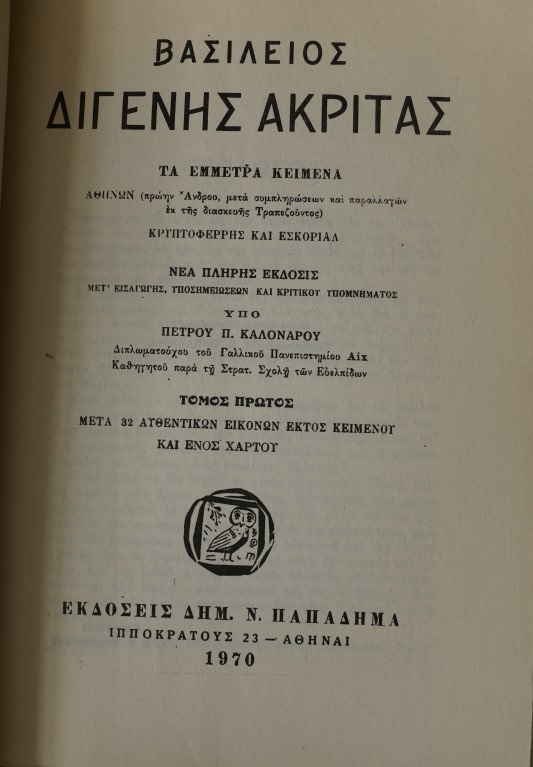 ΒΑΣΙΛΕΙΟΣ
ΔΙΓΕΝΗΣ ΑΚΡΙΤΑΣ
ΤΑ ΕΜΜΕΤΡΑ ΚΕΙΜΕΝΑ
ΑΘΗΝΩΝ (πρώην Ἄνδρου, μετά συμπληρώσεων καί παραλλαγῶν
ἐκ τῆς διασκευῆς Τραπεζοῦντος)
ΚΡΥΠΤΟΦΕΡΡΗΣ ΚΑΙ ΕΣΚΟΡΙΑΛ
ΝΕΑ ΠΛΗΡΗΣ ΕΚΔΟΣΙΣ
ΜΕΤ' ΕΙΣΑΓΩΓΗΣ, ΥΠΟΣΗΜΕΙΩΣΕΩΝ ΚΑΙ ΚΡΙΤΙΚΟΥ ΥΠΟΜΝΗΜΑΤΟΣ
ΥΠΟ
ΠΕΤΡΟΥ Π. ΚΑΛΟΝΑΡΟΥ
Διπλωματούχου τοῦ Γαλλικοῦ Πανεπιστημίου Αἰχ
Καθηγητοῦ παρὰ τῇ Στρατ. Σχολῇ τῶν Εὐελπίδων
ΤΟΜΟΣ ΠΡΩΤΟΣ
ΜΕΤΑ 32 ΑΥΘΕΝΤΙΚΩΝ ΕΙΚΟΝΩΝ ΕΚΤΟΣ ΚΕΙΜΕΝΟΥ
ΚΑΙ ΕΝΟΣ ΧΑΡΤΟΥ
ΕΚΔΟΣΕΙΣ ΔΗΜ. Ν. ΠΑΠΑΔΗΜΑ
ΙΠΠΟΚΡΑΤΟΥΣ 23 — ΑΘΗΝΑΙ
1970